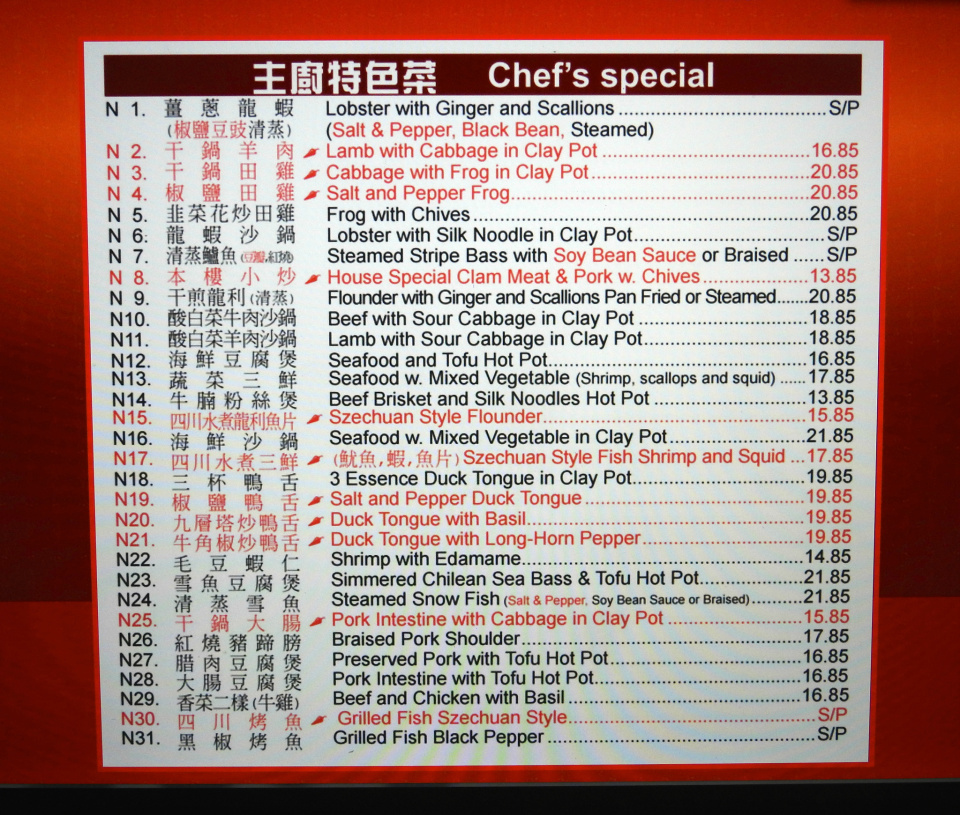 主廚特色菜 Chef's special
N 1. 薑蔥龍蝦 Lobster with Ginger and Scallions ........ S/P
(椒鹽豆豉清蒸) (Salt & Pepper, Black Bean, Steamed)
N 2. 干鍋羊肉 Lamb with Cabbage in Clay Pot ........ 16.85
N 3. 干鍋田雞 Cabbage with Frog in Clay Pot ........ 20.85
N 4. 椒鹽田雞 Salt and Pepper Frog ........ 20.85
N 5. 韭菜花炒田雞 Frog with Chives ........ 20.85
N 6. 龍蝦沙鍋 Lobster with Silk Noodle in Clay Pot ........ S/P
N 7. 清蒸鱸魚(豆瓣,紅燒) Steamed Stripe Bass with Soy Bean Sauce or Braised ...... S/P
N 8. 本樓小炒 House Special Clam Meat & Pork w. Chives ........ 13.85
N 9. 干煎龍利(清蒸) Flounder with Ginger and Scallions Pan Fried or Steamed ....... 20.85
N10. 酸白菜牛肉沙鍋 Beef with Sour Cabbage in Clay Pot ........ 18.85
N11. 酸白菜羊肉沙鍋 Lamb with Sour Cabbage in Clay Pot ........ 18.85
N12. 海鮮豆腐煲 Seafood and Tofu Hot Pot ........ 16.85
N13. 蔬菜三鮮 Seafood w. Mixed Vegetable (Shrimp, scallops and squid) ...... 17.85
N14. 牛腩粉絲煲 Beef Brisket and Silk Noodles Hot Pot ........ 13.85
N15. 四川水煮龍利魚片 Szechuan Style Flounder ........ 15.85
N16. 海鮮沙鍋 Seafood w. Mixed Vegetable in Clay Pot ........ 21.85
N17. 四川水煮三鮮 (魷魚,蝦,魚片) Szechuan Style Fish Shrimp and Squid ... 17.85
N18. 三杯鴨舌 3 Essence Duck Tongue in Clay Pot ........ 19.85
N19. 椒鹽鴨舌 Salt and Pepper Duck Tongue ........ 19.85
N20. 九層塔炒鴨舌 Duck Tongue with Basil ........ 19.85
N21. 牛角椒炒鴨舌 Duck Tongue with Long-Horn Pepper ........ 19.85
N22. 毛豆蝦仁 Shrimp with Edamame ........ 14.85
N23. 雪魚豆腐煲 Simmered Chilean Sea Bass & Tofu Hot Pot ........ 21.85
N24. 清蒸雪魚 Steamed Snow Fish (Salt & Pepper, Soy Bean Sauce or Braised) ........ 21.85
N25. 干鍋大腸 Pork Intestine with Cabbage in Clay Pot ........ 15.85
N26. 紅燒豬蹄膀 Braised Pork Shoulder ........ 17.85
N27. 腊肉豆腐煲 Preserved Pork with Tofu Hot Pot ........ 16.85
N28. 大腸豆腐煲 Pork Intestine with Tofu Hot Pot ........ 16.85
N29. 香菜二樣(牛雞) Beef and Chicken with Basil ........ 16.85
N30. 四川烤魚 Grilled Fish Szechuan Style ........ S/P
N31. 黑椒烤魚 Grilled Fish Black Pepper ........ S/P